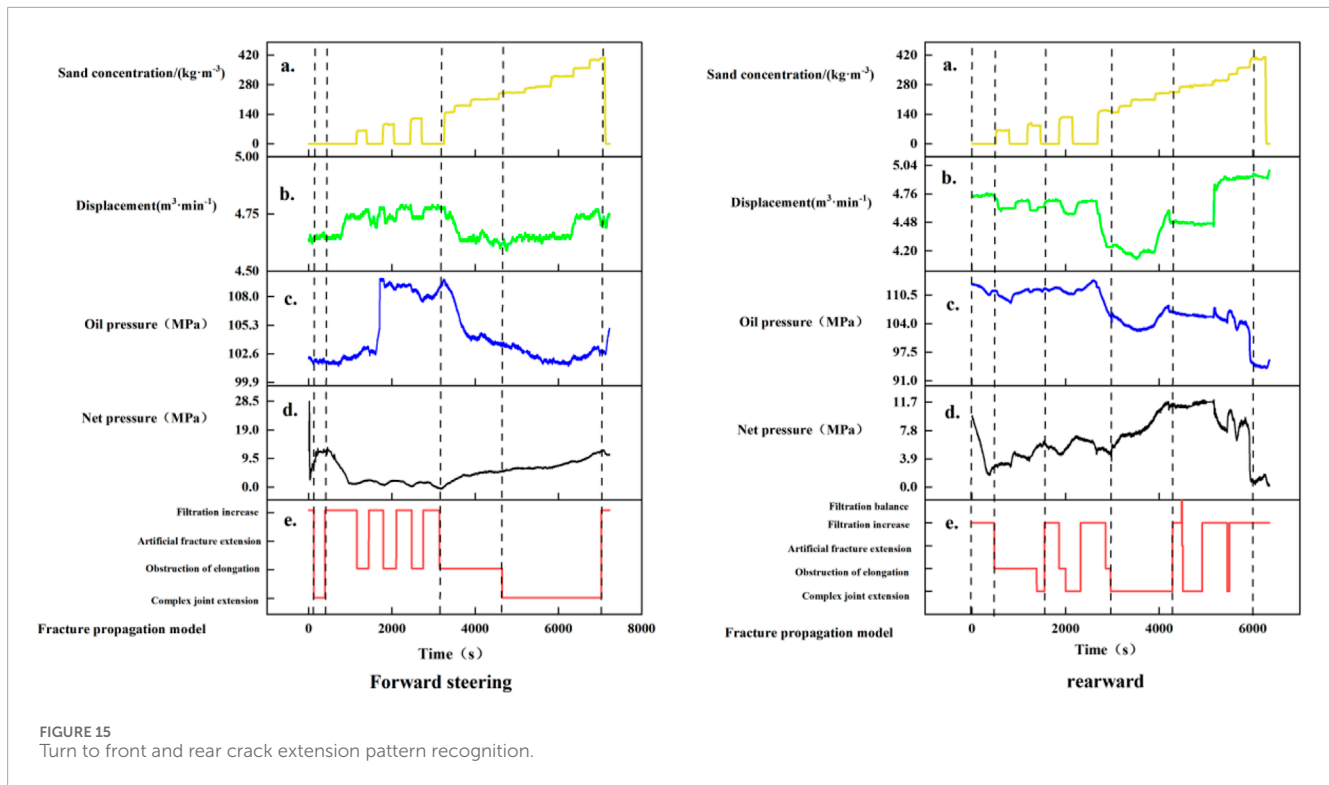 a.
Sand concentration/(kg·m⁻³)
420
280
140
0
5.00
b.
Displacement(m³·min⁻¹)
4.75
4.50
c.
108.0
Oil pressure（MPa）
105.3
102.6
99.9
d.
28.5
Net pressure（MPa）
19.0
9.5
0.0
e.
Filtration increase
Artificial fracture extension
Obstruction of elongation
Complex joint extension
Fracture propagation model
0
2000
4000
6000
8000
Time（s）
Forward steering
a.
Sand concentration/(kg·m⁻³)
420
280
140
0
b.
5.04
Displacement(m³·min⁻¹)
4.76
4.48
4.20
c.
110.5
Oil pressure（MPa）
104.0
97.5
91.0
d.
11.7
Net pressure（MPa）
7.8
3.9
0.0
Filtration balance
e.
Filtration increase
Artificial fracture extension
Obstruction of elongation
Complex joint extension
Fracture propagation model
0
2000
4000
6000
Time（s）
rearward
FIGURE 15
Turn to front and rear crack extension pattern recognition.